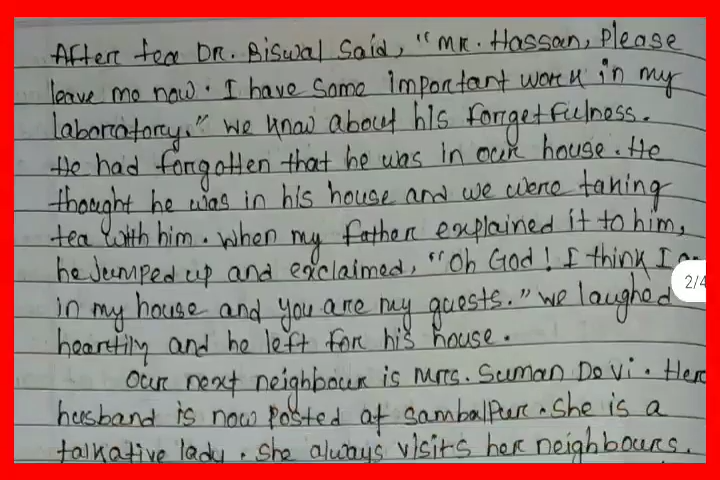 After tea DR. Biswal said, "MR. Hassan, please
leave me now. I have some important work in my
laboratory." we know about his forgetfulness.
He had forgotten that he was in our house. He
thought he was in his house and we were taking
tea with him. When my father explained it to him,
he jumped up and exclaimed, "Oh God! I think I
in my house and you are my guests." we laughed
2/4
heartily and he left for his house.
Our next neighbour is Mrs. Suman Devi. Her
husband is now posted at Sambalpur. She is a
talkative lady. She always visits her neighbours.